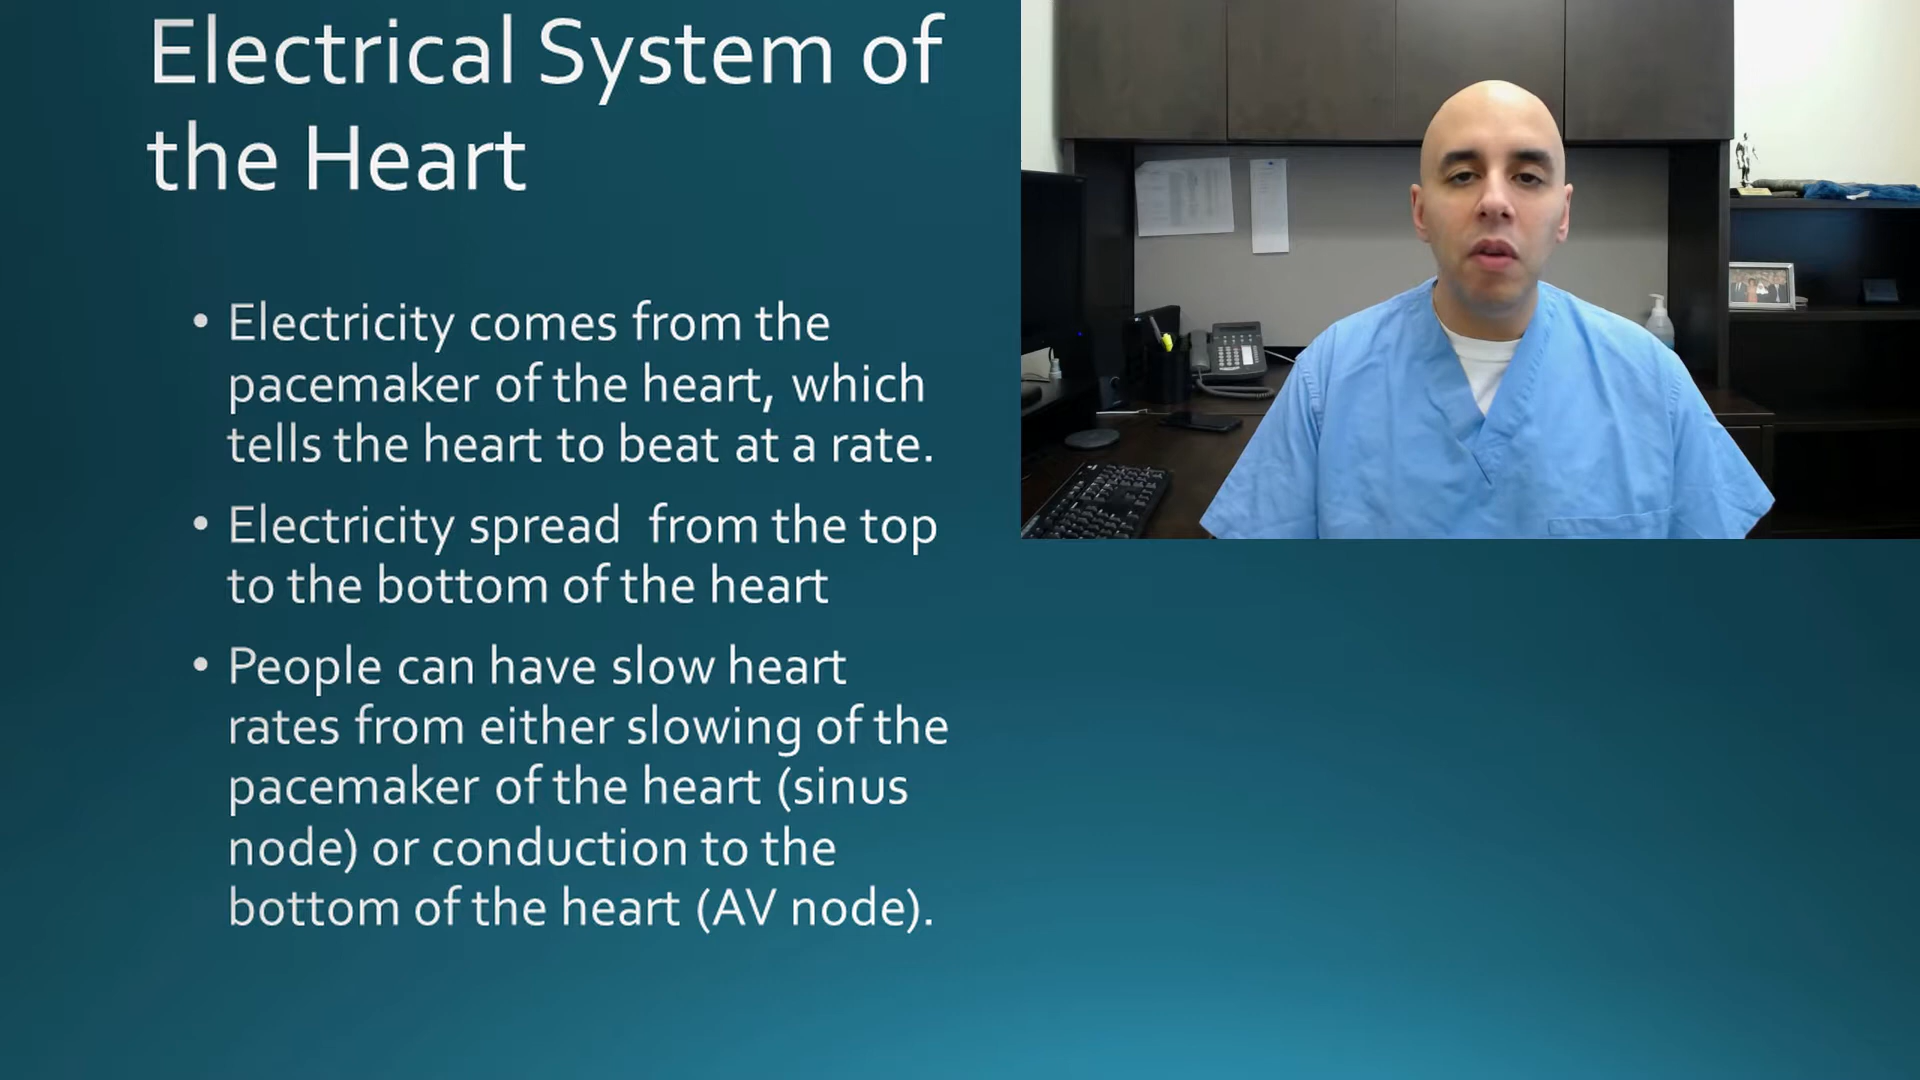 Electrical System of
the Heart
• Electricity comes from the
pacemaker of the heart, which
tells the heart to beat at a rate.
• Electricity spread  from the top
to the bottom of the heart
• People can have slow heart
rates from either slowing of the
pacemaker of the heart (sinus
node) or conduction to the
bottom of the heart (AV node).